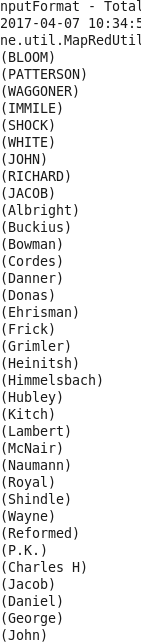 nputFormat - Total
2017-04-07 10:34:5
ne.util.MapRedUtil
(BLOOM)
(PATTERSON)
(WAGGONER)
(IMMILE)
(SHOCK)
(WHITE)
(JOHN)
(RICHARD)
(JACOB)
(Albright)
(Buckius)
(Bowman)
(Cordes)
(Danner)
(Donas)
(Ehrisman)
(Frick)
(Grimler)
(Heinitsh)
(Himmelsbach)
(Hubley)
(Kitch)
(Lambert)
(McNair)
(Naumann)
(Royal)
(Shindle)
(Wayne)
(Reformed)
(P.K.)
(Charles H)
(Jacob)
(Daniel)
(George)
(John)